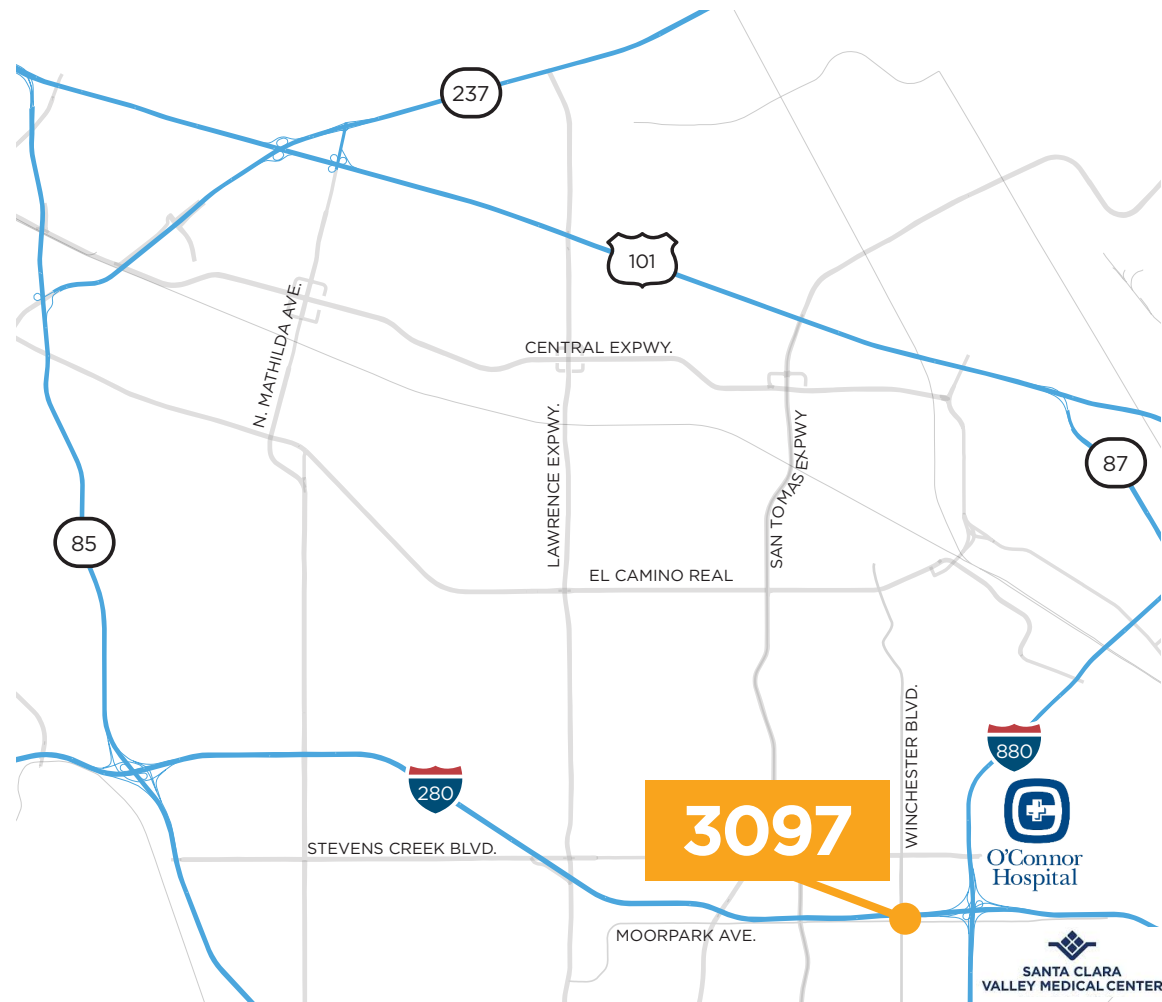 237
101
N. MATHILDA AVE.
CENTRAL EXPWY.
LAWRENCE EXPWY.
SAN TOMAS EXPWY
87
85
EL CAMINO REAL
WINCHESTER BLVD.
880
280
3097
STEVENS CREEK BLVD.
O'Connor
Hospital
MOORPARK AVE.
SANTA CLARA
VALLEY MEDICAL CENTER